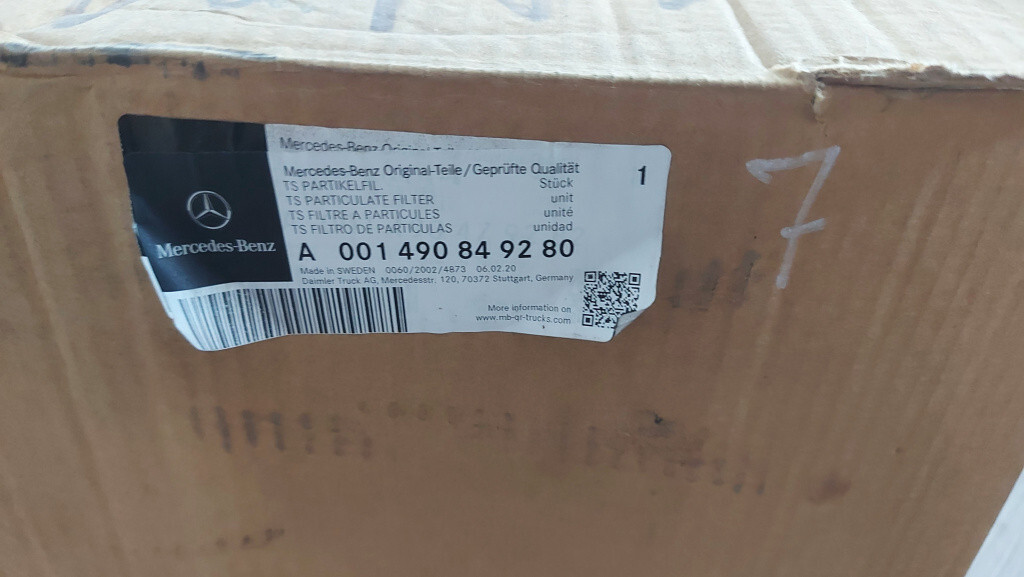 Mercedes-Benz
Mercedes-Benz Original-Teile/Geprüfte Qualität
1
TS PARTIKELFIL. Stück
TS PARTICULATE FILTER unit
TS FILTRE A PARTICULES unité
TS FILTRO DE PARTICULAS unidad
Mercedes-Benz
A 001 490 84 92 80
Made in SWEDEN 0060/2002/4873 06.02.20
Daimler Truck AG, Mercedesstr. 120, 70372 Stuttgart, Germany
More information on
www.mb-qr-trucks.com
7